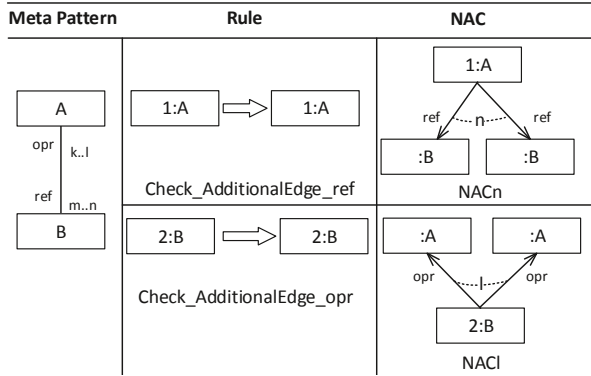 Meta Pattern Rule NAC
A
opr
k..l
ref
m..n
B
1:A 1:A
Check_AdditionalEdge_ref
1:A
ref n ref
:B :B
NACn
2:B 2:B
Check_AdditionalEdge_opr
:A :A
opr l opr
2:B
NACl